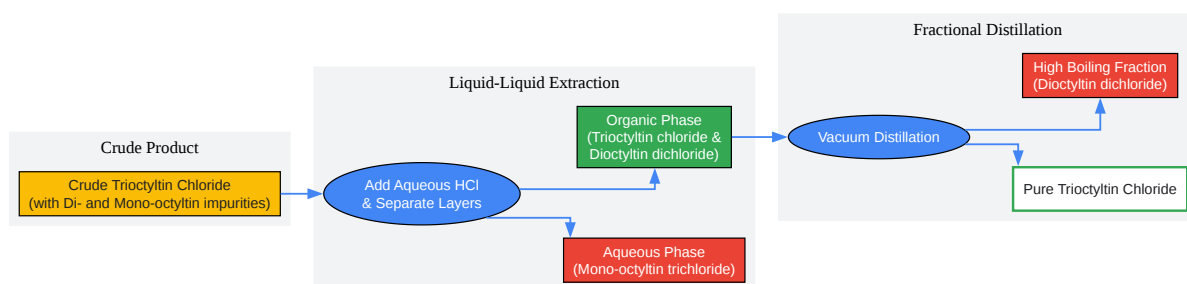 Crude Product
Crude Trioctyltin Chloride
(with Di- and Mono-octyltin impurities)
Liquid-Liquid Extraction
Add Aqueous HCl
& Separate Layers
Organic Phase
(Trioctyltin chloride &
Dioctyltin dichloride)
Aqueous Phase
(Mono-octyltin trichloride)
Fractional Distillation
Vacuum Distillation
High Boiling Fraction
(Dioctyltin dichloride)
Pure Trioctyltin Chloride